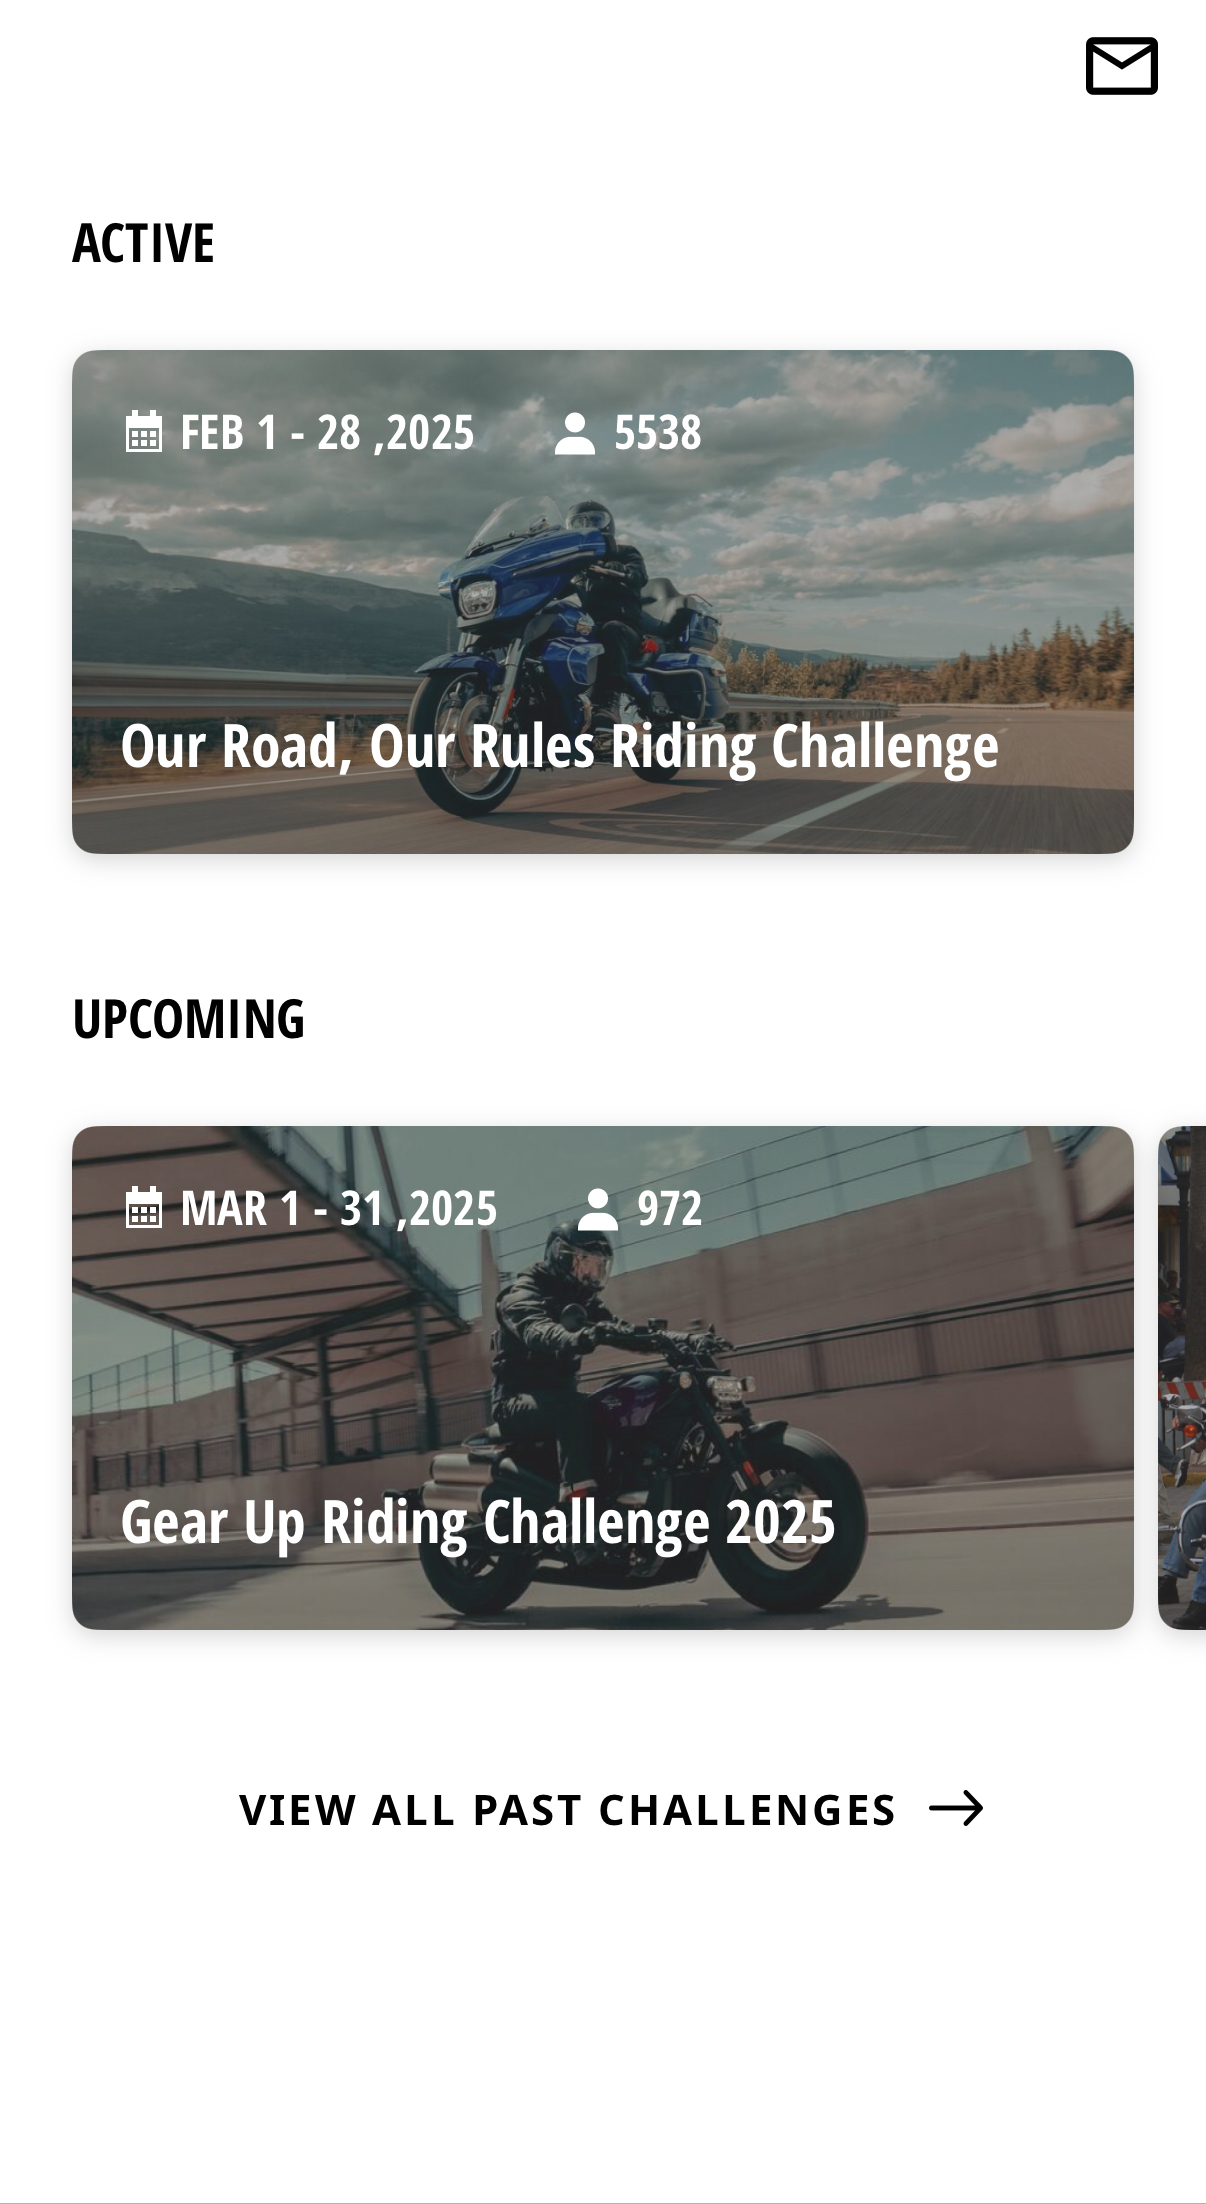 ACTIVE
FEB 1 - 28 ,2025 5538
Our Road, Our Rules Riding Challenge
UPCOMING
MAR 1 - 31 ,2025 972
Gear Up Riding Challenge 2025
VIEW ALL PAST CHALLENGES